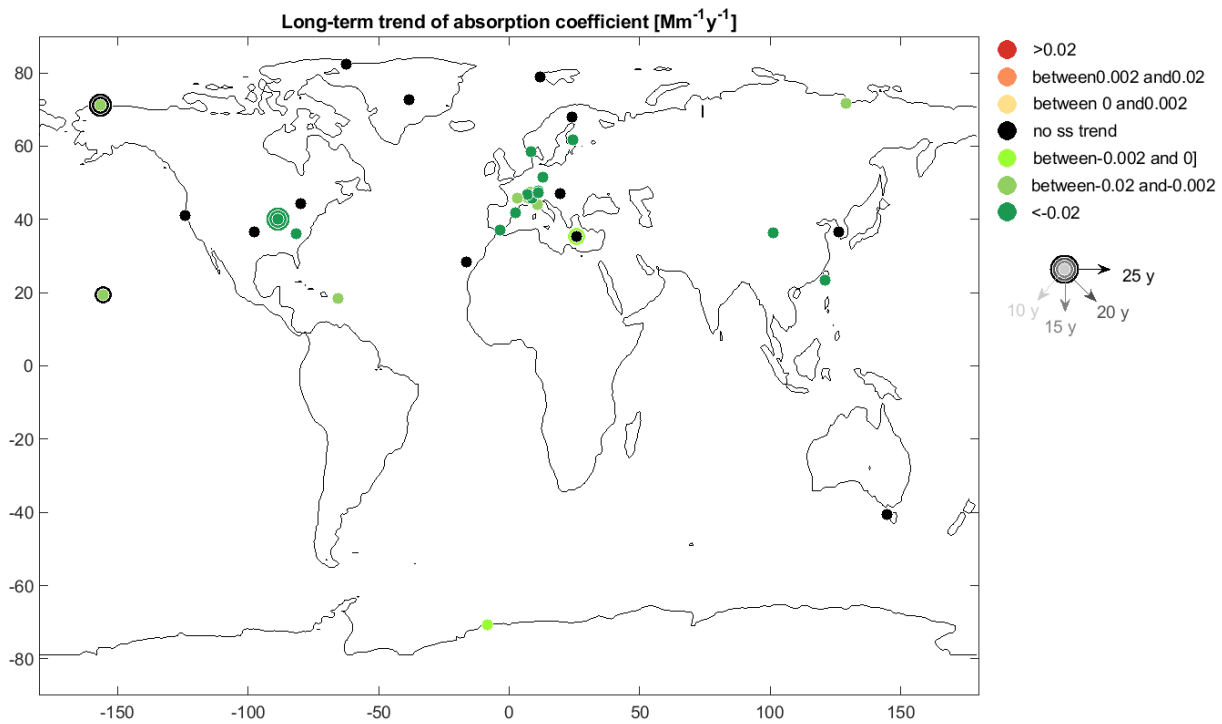 Long-term trend of absorption coefficient [Mm⁻¹y⁻¹]
80
60
40
20
0
-20
-40
-60
-80
-150
-100
-50
0
50
100
150
>0.02
between0.002 and0.02
between 0 and0.002
no ss trend
between-0.002 and 0]
between-0.02 and-0.002
<-0.02
25 y
10 y
15 y
20 y